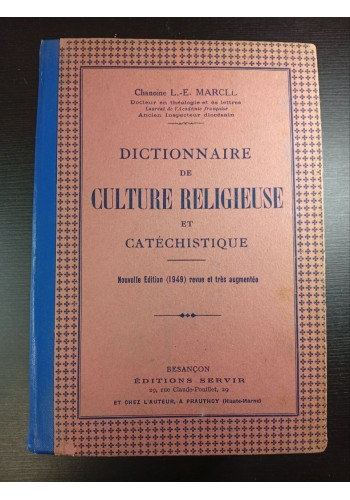 Chanoine L.-E. MARCEL
Docteur en théologie et ès lettres
Lauréat de l'Académie française
Ancien Inspecteur diocésain
DICTIONNAIRE
DE
CULTURE RELIGIEUSE
ET
CATÉCHISTIQUE
Nouvelle Edition (1949) revue et très augmentée
BESANÇON
ÉDITIONS SERVIR
29, rue Claude-Pouillet, 29
ET CHEZ L'AUTEUR, A PRAUTHOY (Haute-Marne)